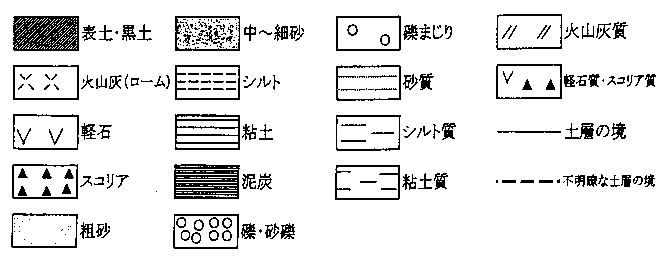 表土・黒土
中～細砂
礫まじり
火山灰質
火山灰(ローム)
シルト
砂質
軽石質・スコリア質
軽石
粘土
シルト質
土層の境
スコリア
泥炭
粘土質
不明瞭な土層の境
粗砂
礫・砂礫